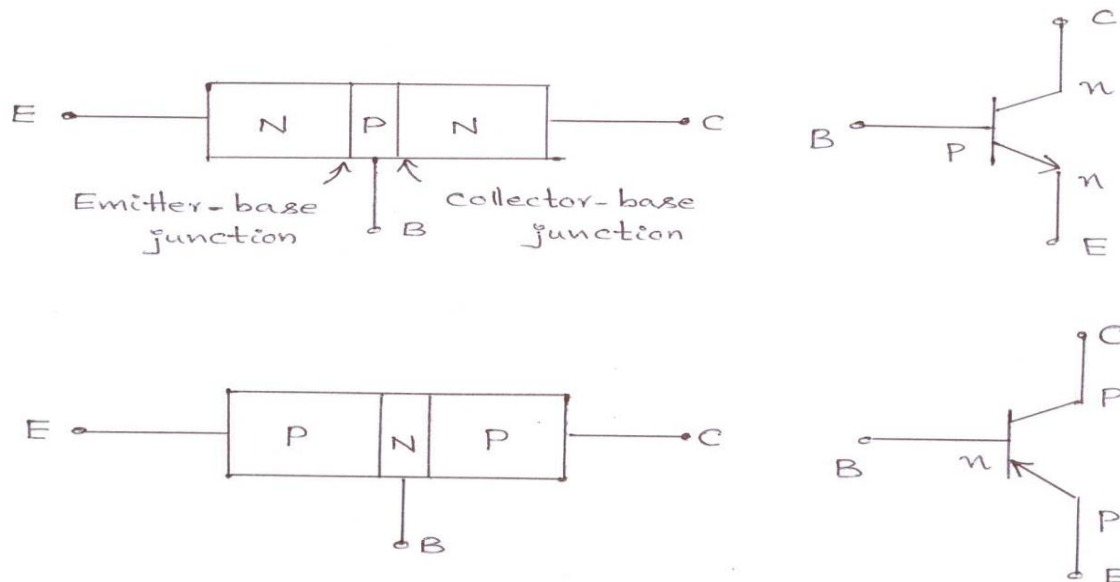 C
E N P N C n
B P
Emitter-base collector-base n
junction B junction
E
C
P
E P N P C
B n
P
B
E